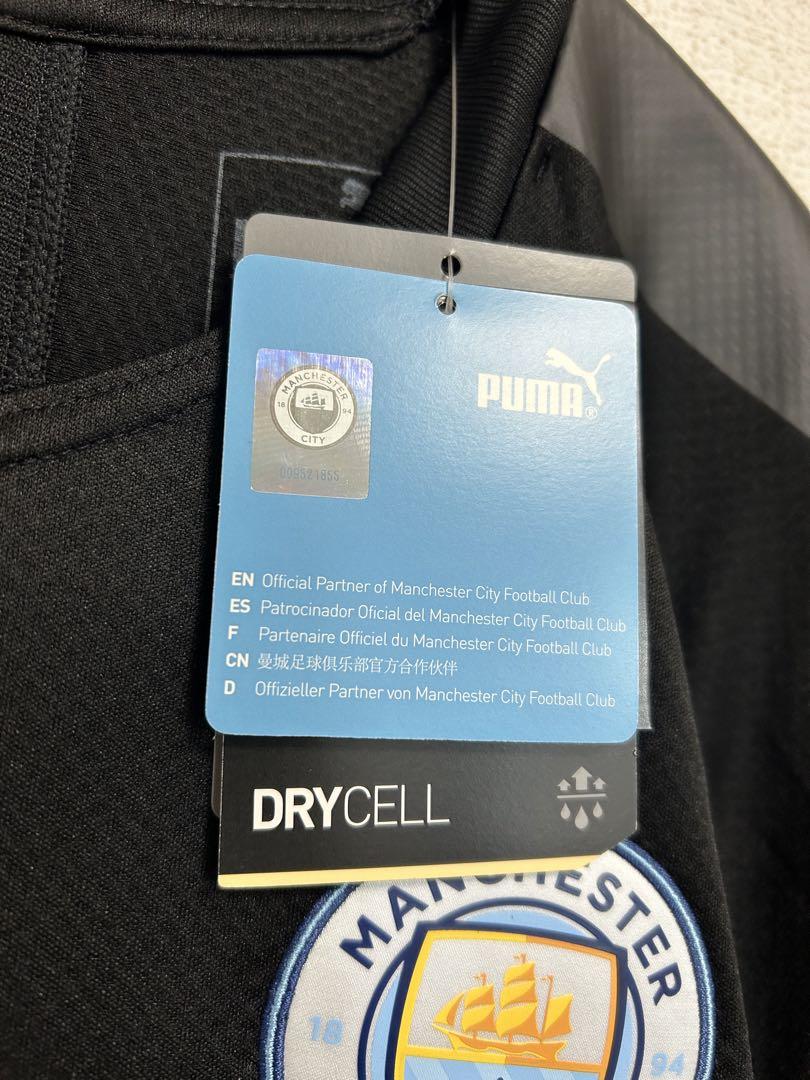 MANCHESTER
18 94
CITY
00952185S
PUMA®
EN Official Partner of Manchester City Football Club
ES Patrocinador Oficial del Manchester City Football Club
F Partenaire Officiel du Manchester City Football Club
CN 曼城足球俱乐部官方合作伙伴
D Offizieller Partner von Manchester City Football Club
DRYCELL
MANCHESTER
18 94